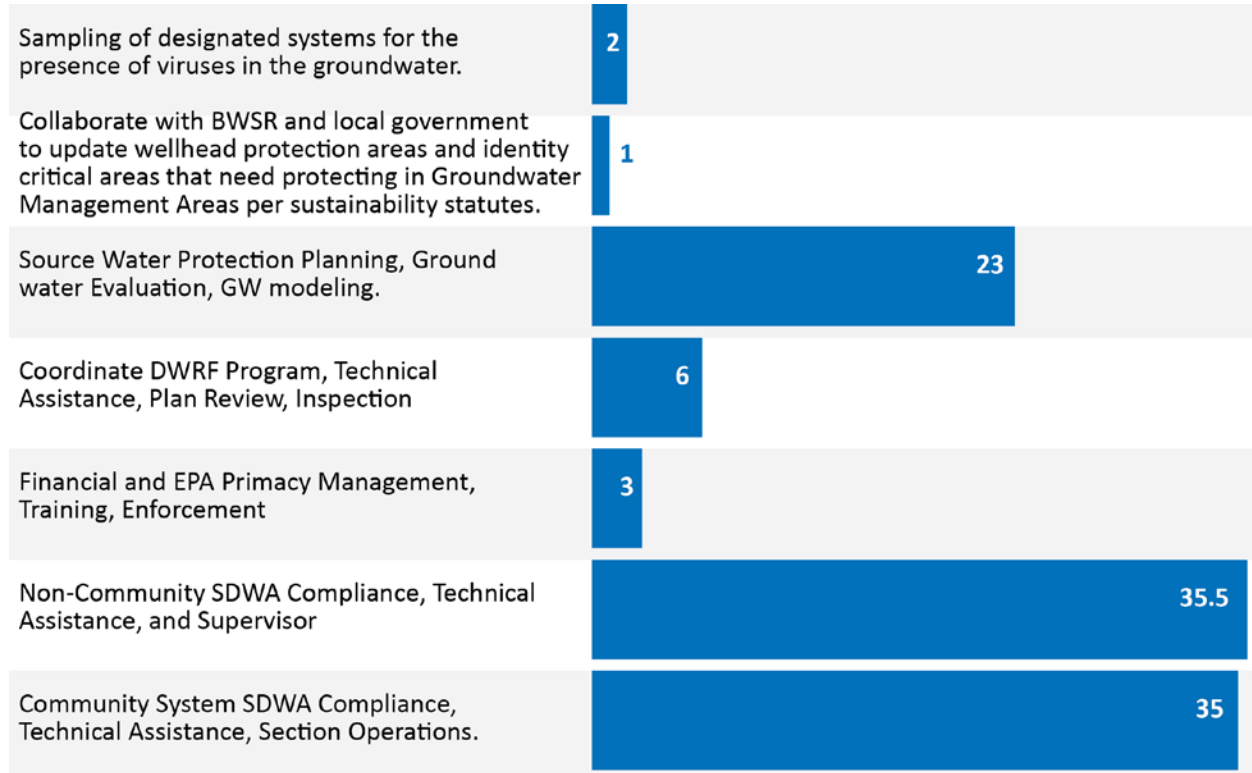 Sampling of designated systems for the
presence of viruses in the groundwater.
2
Collaborate with BWSR and local government
to update wellhead protection areas and identity
critical areas that need protecting in Groundwater
Management Areas per sustainability statutes.
1
Source Water Protection Planning, Ground
water Evaluation, GW modeling.
23
Coordinate DWRF Program, Technical
Assistance, Plan Review, Inspection
6
Financial and EPA Primacy Management,
Training, Enforcement
3
Non-Community SDWA Compliance, Technical
Assistance, and Supervisor
35.5
Community System SDWA Compliance,
Technical Assistance, Section Operations.
35